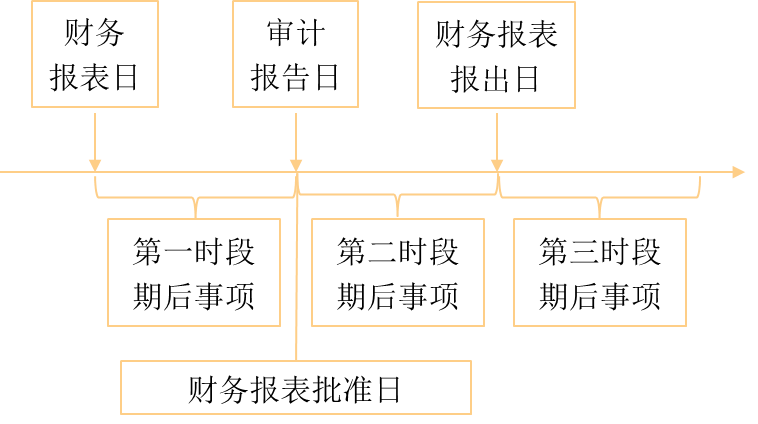 财务
报表日
审计
报告日
财务报表
报出日
第一时段
期后事项
第二时段
期后事项
第三时段
期后事项
财务报表批准日